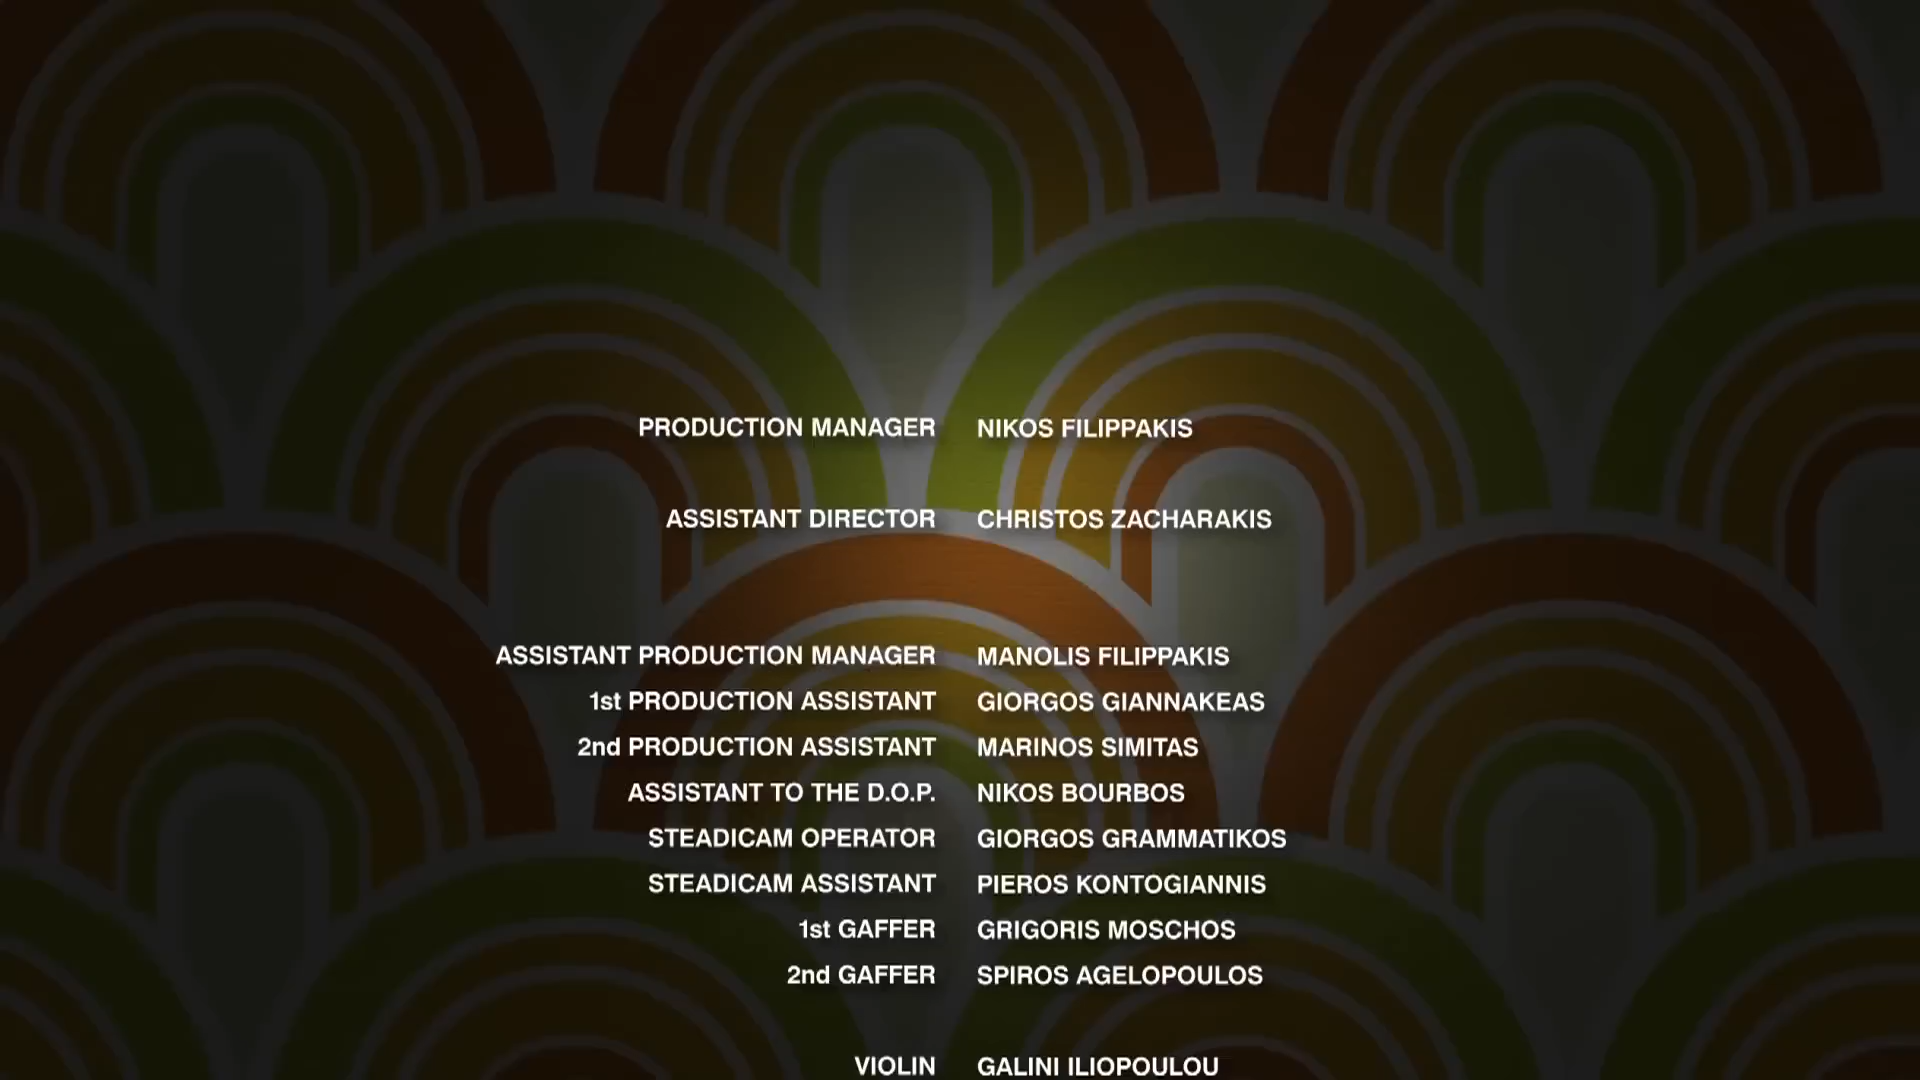 PRODUCTION MANAGER NIKOS FILIPPAKIS
ASSISTANT DIRECTOR CHRISTOS ZACHARAKIS
ASSISTANT PRODUCTION MANAGER MANOLIS FILIPPAKIS
1st PRODUCTION ASSISTANT GIORGOS GIANNAKEAS
2nd PRODUCTION ASSISTANT MARINOS SIMITAS
ASSISTANT TO THE D.O.P. NIKOS BOURBOS
STEADICAM OPERATOR GIORGOS GRAMMATIKOS
STEADICAM ASSISTANT PIEROS KONTOGIANNIS
1st GAFFER GRIGORIS MOSCHOS
2nd GAFFER SPIROS AGELOPOULOS
VIOLIN GALINI ILIOPOULOU